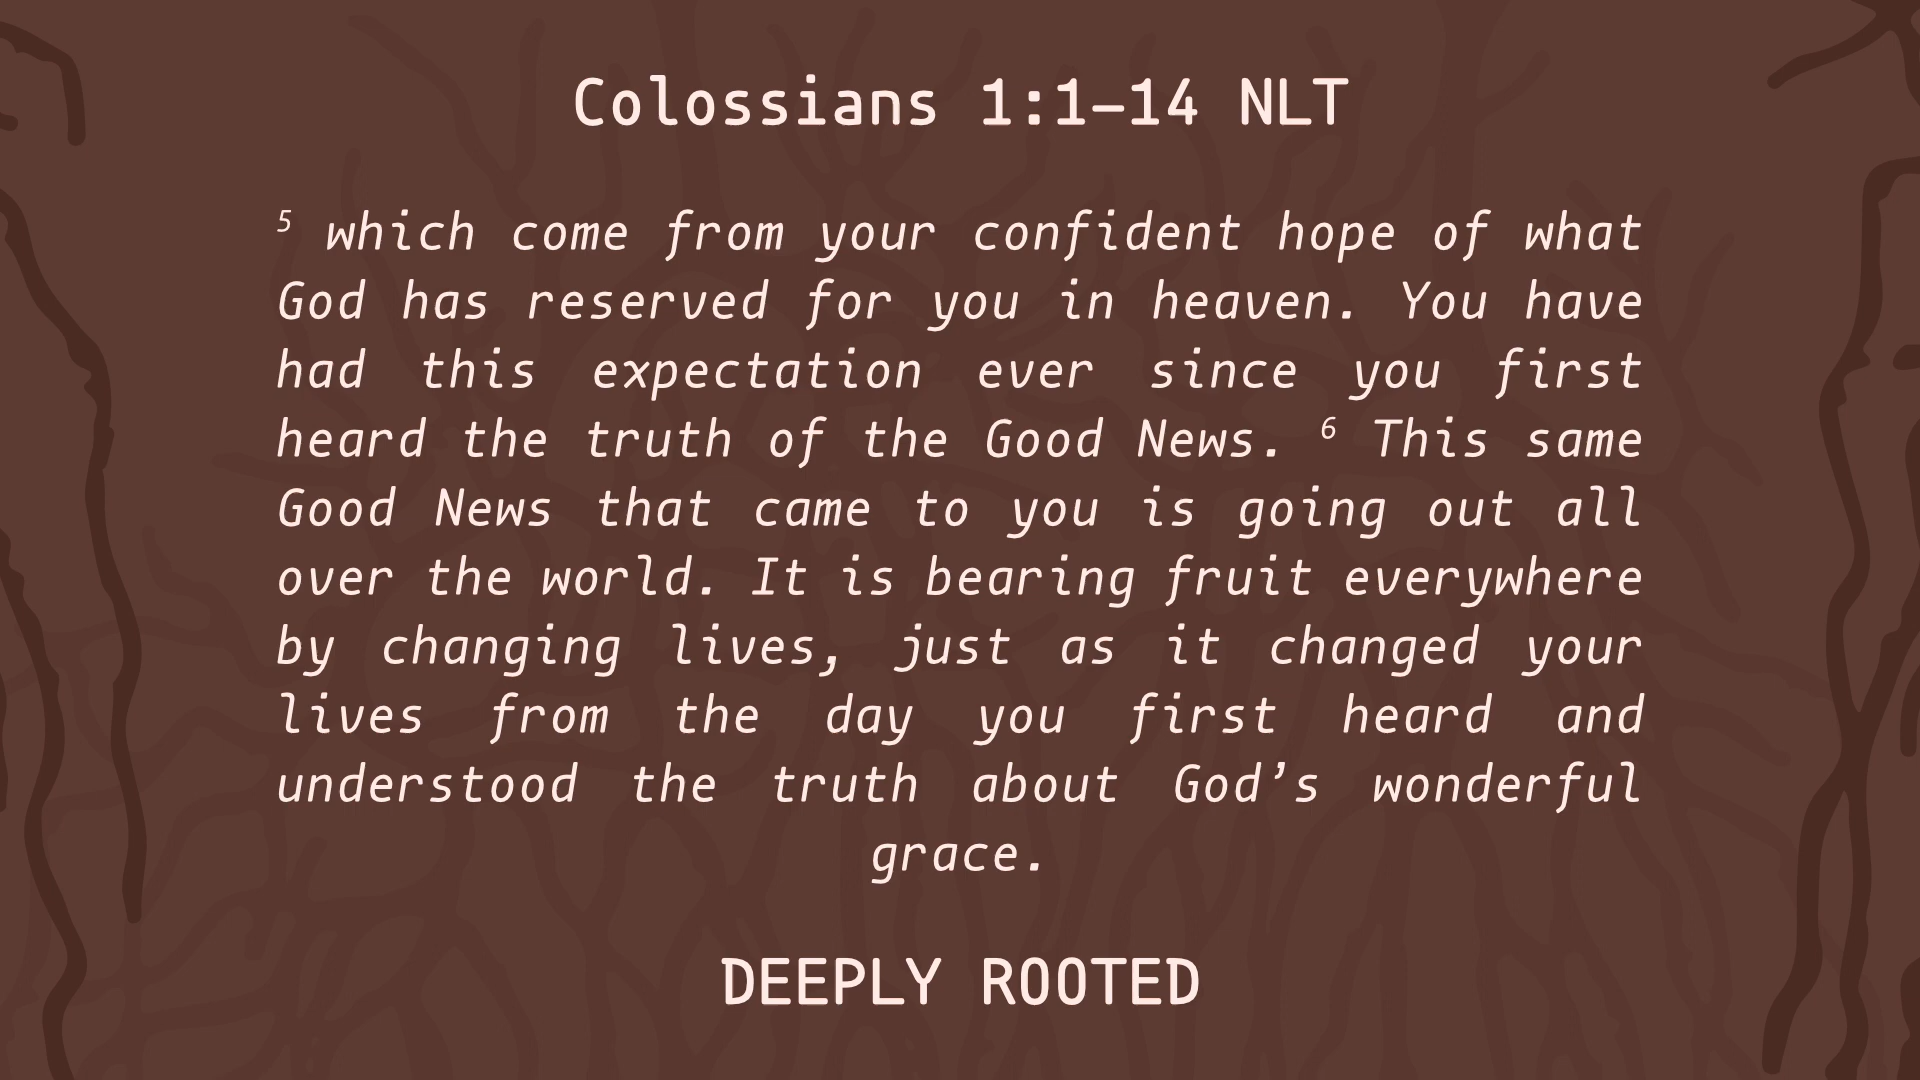 Colossians 1:1–14 NLT
⁵ which come from your confident hope of what
God has reserved for you in heaven. You have
had this expectation ever since you first
heard the truth of the Good News. ⁶ This same
Good News that came to you is going out all
over the world. It is bearing fruit everywhere
by changing lives, just as it changed your
lives from the day you first heard and
understood the truth about God’s wonderful
grace.
DEEPLY ROOTED